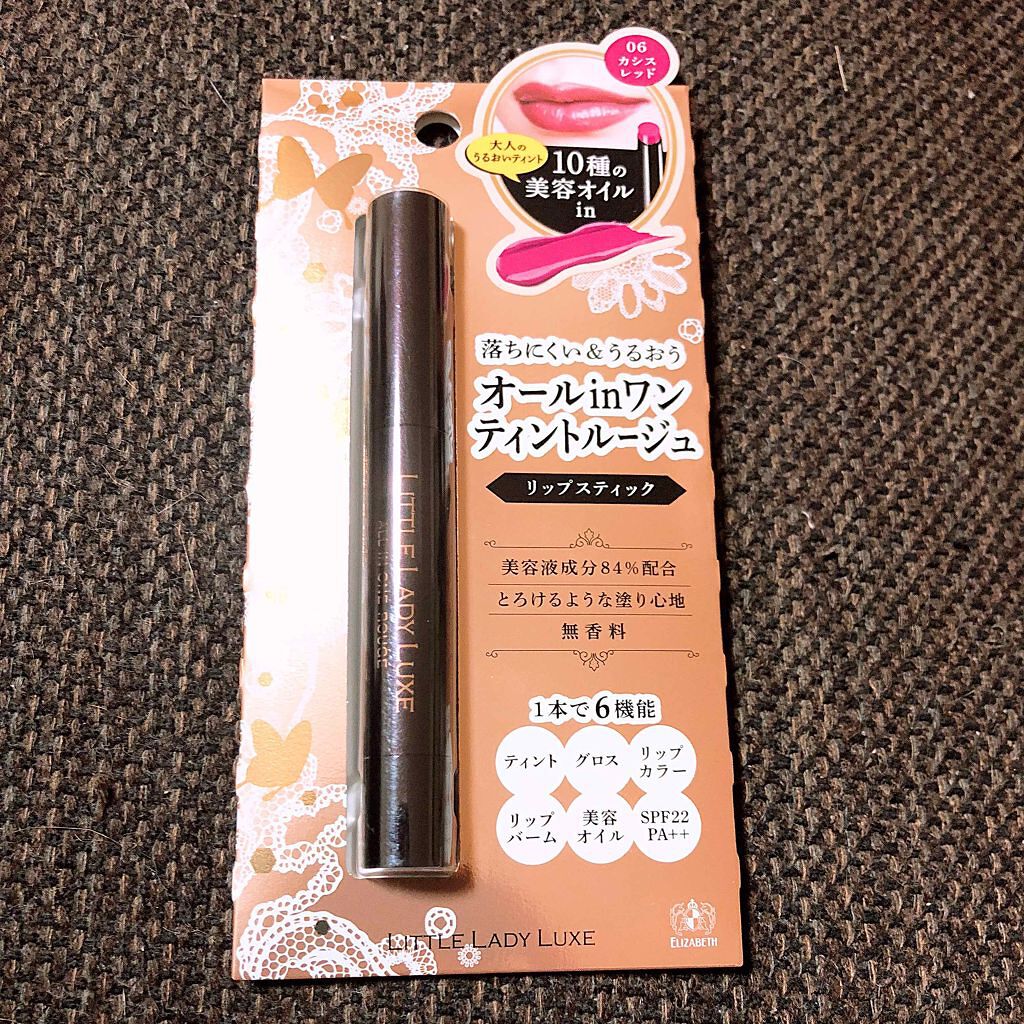 06
カシス
レッド
大人の
うるおいティント
10種の
美容オイル
in
落ちにくい&うるおう
オールinワン
ティントルージュ
リップスティック
美容液成分84%配合
とろけるような塗り心地
無香料
1本で6機能
ティント
グロス
リップ
カラー
リップ
バーム
美容
オイル
SPF22
PA++
LITTLE LADY LUXE
ALL IN ONE ROUGE
LITTLE LADY LUXE
ELIZABETH